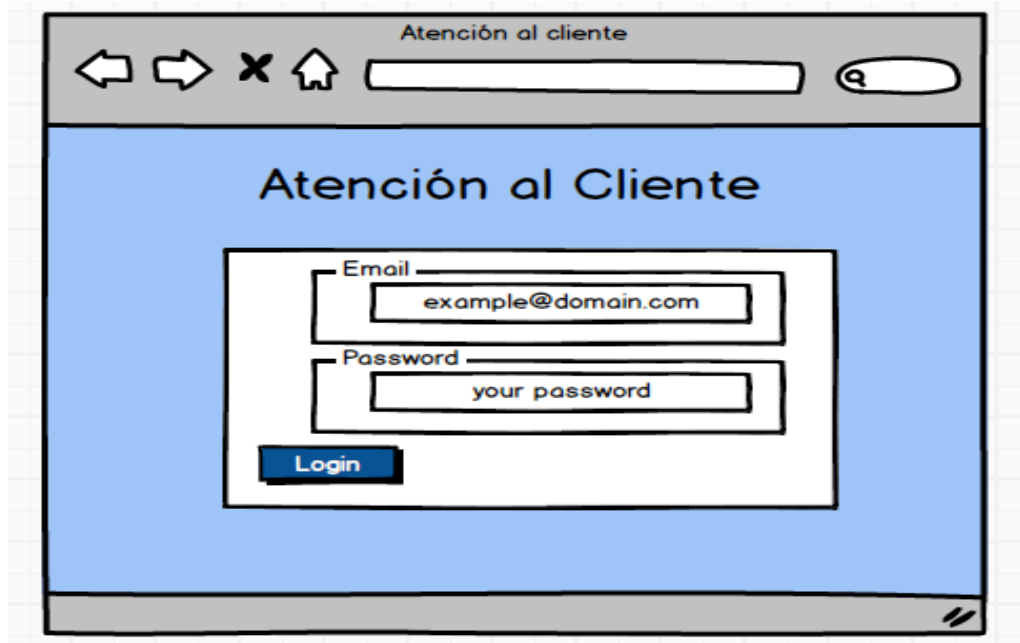 Atención al cliente
Atención al Cliente
Email
example@domain.com
Password
your password
Login